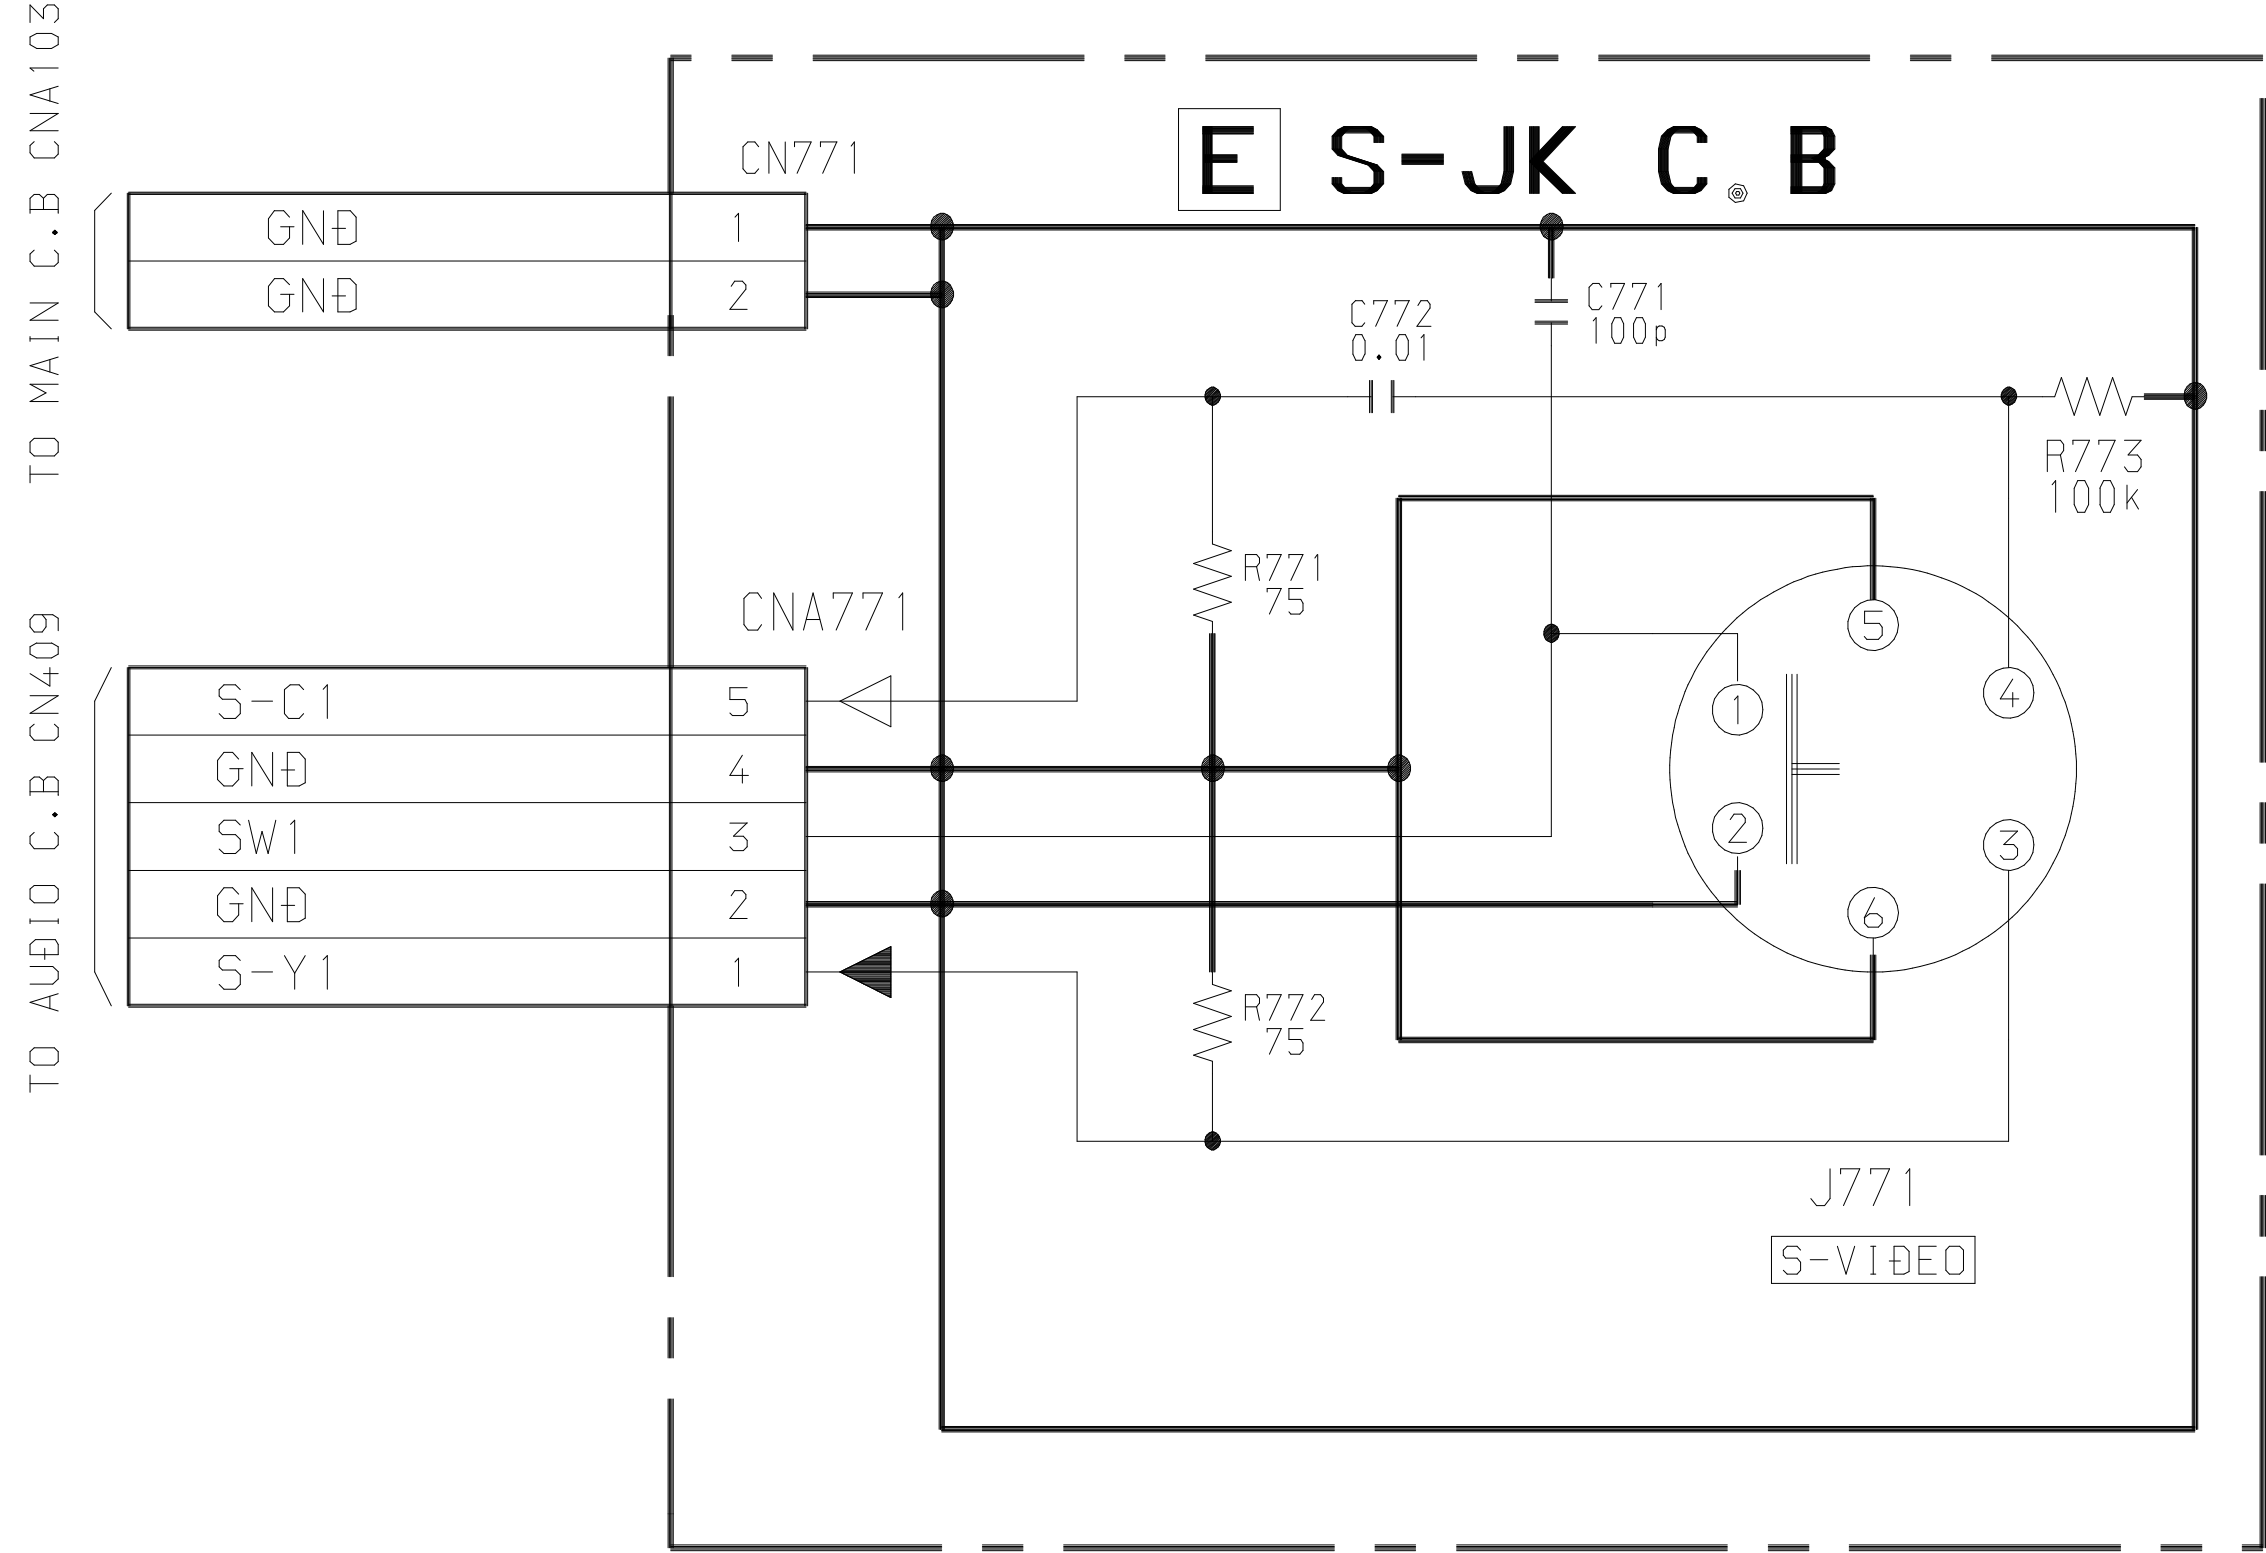 TO MAIN C.B CNA103
E S-JK C.B
CN771
GND 1
GND 2
C771
100p
C772
0.01
R773
100k
R771
75
TO AUDIO C.B CN409
CNA771
S-C1 5
GND 4
SW1 3
GND 2
S-Y1 1
5
4
1
2
3
6
R772
75
J771
S-VIDEO